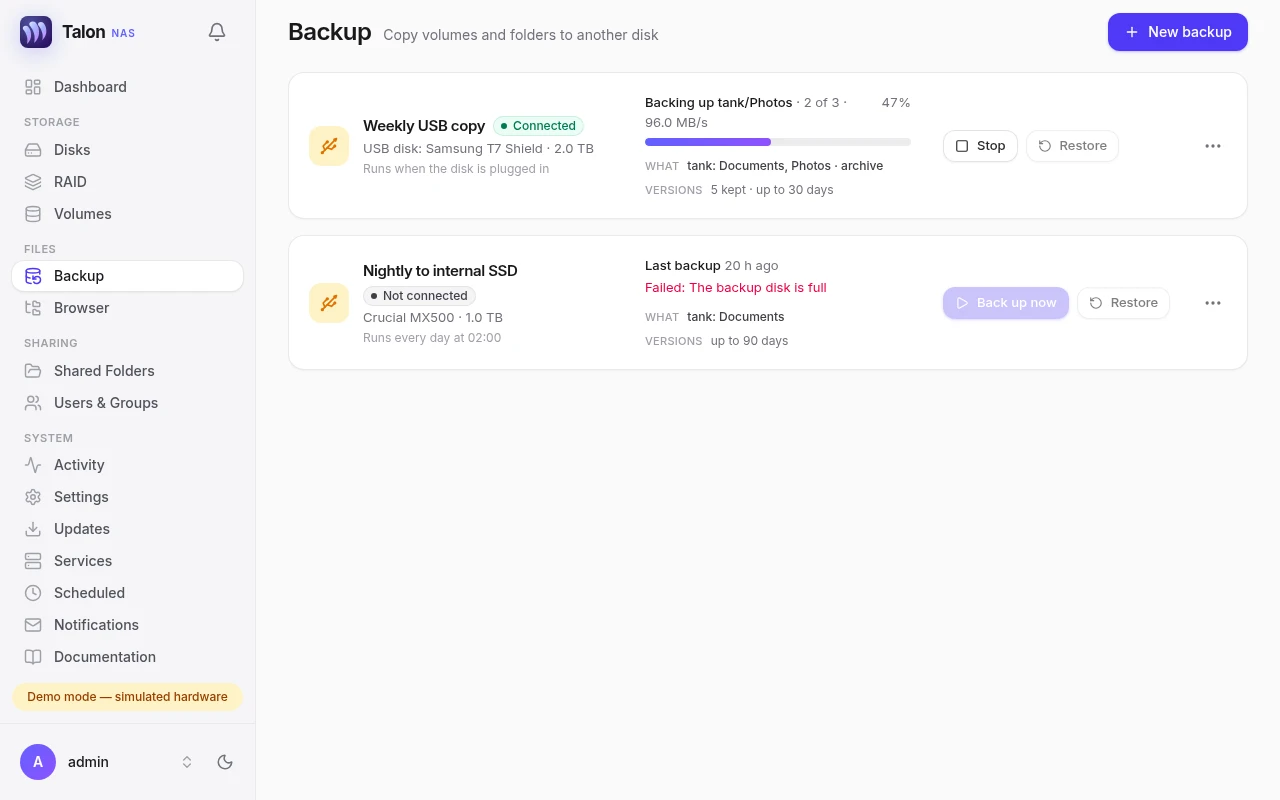 Talon NAS
Dashboard
STORAGE
Disks
RAID
Volumes
FILES
Backup
Browser
SHARING
Shared Folders
Users & Groups
SYSTEM
Activity
Settings
Updates
Services
Scheduled
Notifications
Documentation
Demo mode — simulated hardware
A admin
Backup Copy volumes and folders to another disk
New backup
Weekly USB copy Connected
USB disk: Samsung T7 Shield · 2.0 TB
Runs when the disk is plugged in
Backing up tank/Photos · 2 of 3 · 47%
96.0 MB/s
WHAT tank: Documents, Photos · archive
VERSIONS 5 kept · up to 30 days
Stop Restore
Nightly to internal SSD
Not connected
Crucial MX500 · 1.0 TB
Runs every day at 02:00
Last backup 20 h ago
Failed: The backup disk is full
WHAT tank: Documents
VERSIONS up to 90 days
Back up now Restore